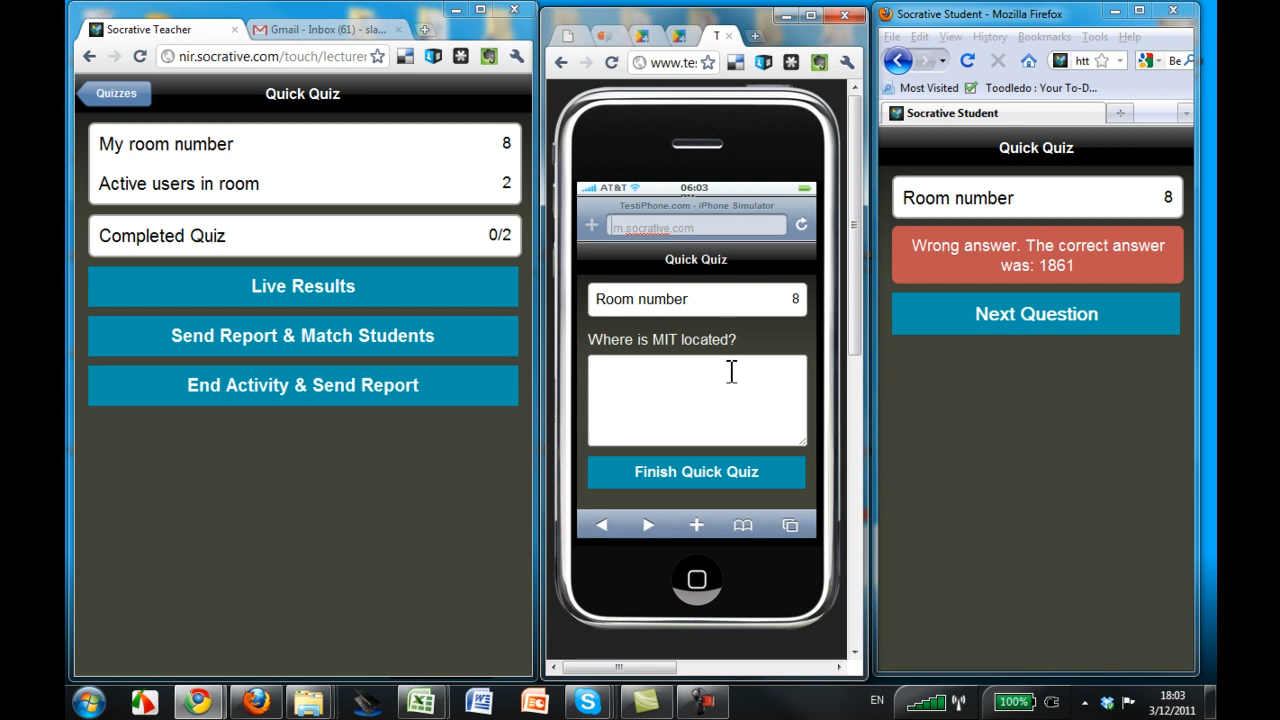 Socrative Teacher
Gmail - Inbox (61) - sla...
nir.socrative.com/touch/lecturer
Quizzes
Quick Quiz
My room number 8
Active users in room 2
Completed Quiz 0/2
Live Results
Send Report & Match Students
End Activity & Send Report
T
www.te:
AT&T 06:03
TestiPhone.com - iPhone Simulator
m.socrative.com
Quick Quiz
Room number 8
Where is MIT located?
Finish Quick Quiz
Socrative Student - Mozilla Firefox
File Edit View History Bookmarks Tools Help
htt
Be
Most Visited Toodledo : Your To-D...
Socrative Student
Quick Quiz
Room number 8
Wrong answer. The correct answer
was: 1861
Next Question
EN
100%
18:03
3/12/2011